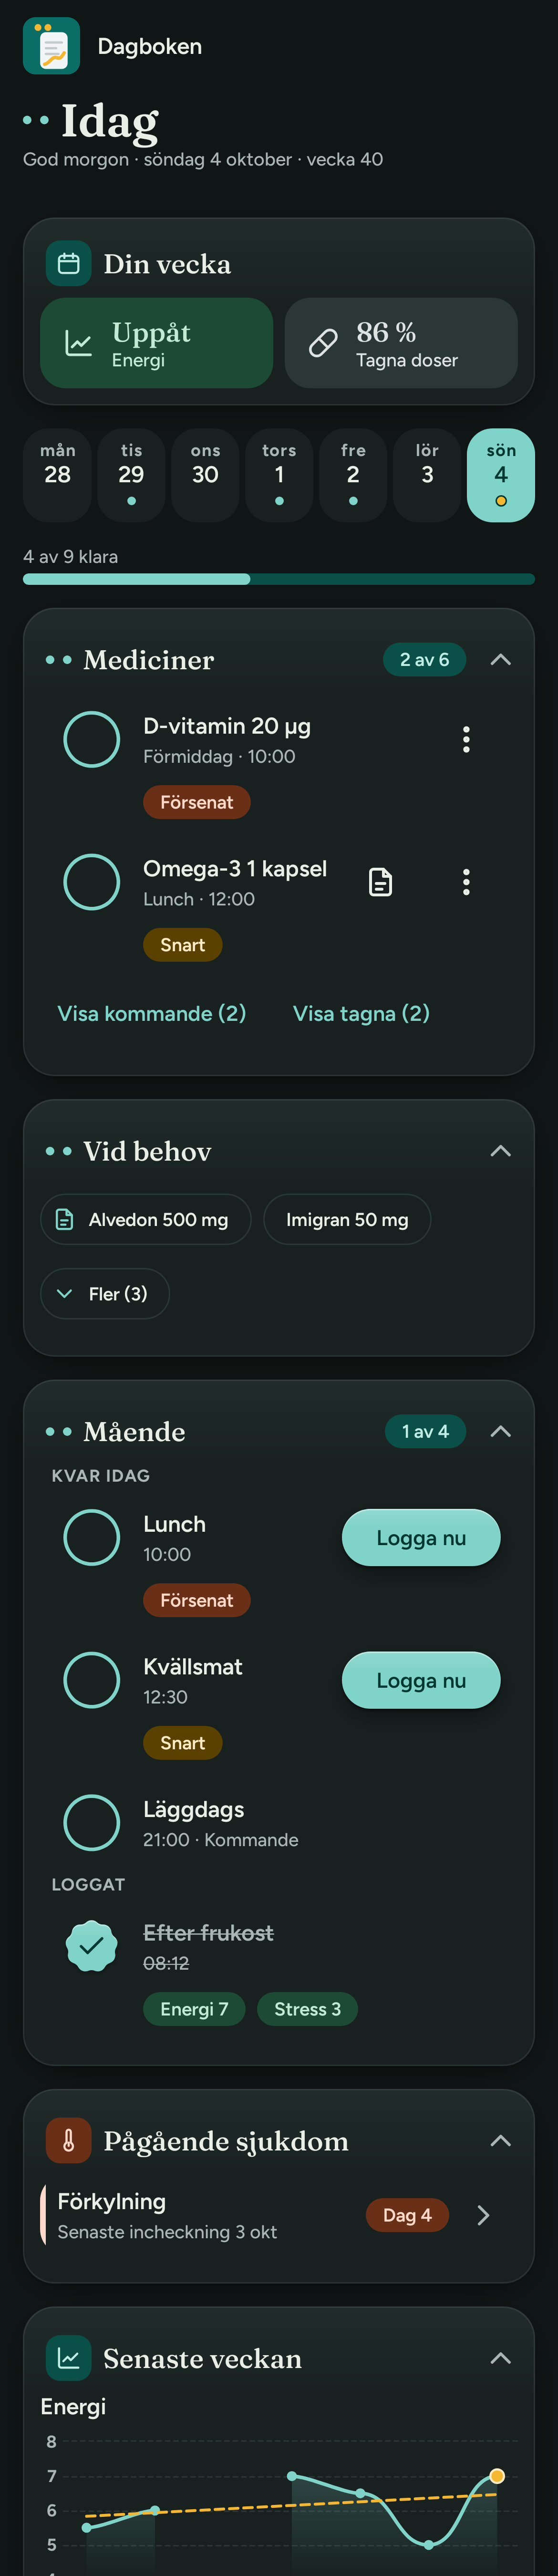 Dagboken
Idag
God morgon · söndag 4 oktober · vecka 40
Din vecka
Uppåt
Energi
86 %
Tagna doser
mån tis ons tors fre lör sön
28 29 30 1 2 3 4
4 av 9 klara
Mediciner 2 av 6
D-vitamin 20 µg
Förmiddag · 10:00
Försenat
Omega-3 1 kapsel
Lunch · 12:00
Snart
Visa kommande (2) Visa tagna (2)
Vid behov
Alvedon 500 mg Imigran 50 mg
Fler (3)
Mående 1 av 4
KVAR IDAG
Lunch
10:00
Logga nu
Försenat
Kvällsmat
12:30
Logga nu
Snart
Läggdags
21:00 · Kommande
LOGGAT
Efter frukost
08:12
Energi 7 Stress 3
Pågående sjukdom
Förkylning
Senaste incheckning 3 okt
Dag 4
Senaste veckan
Energi
8
7
6
5